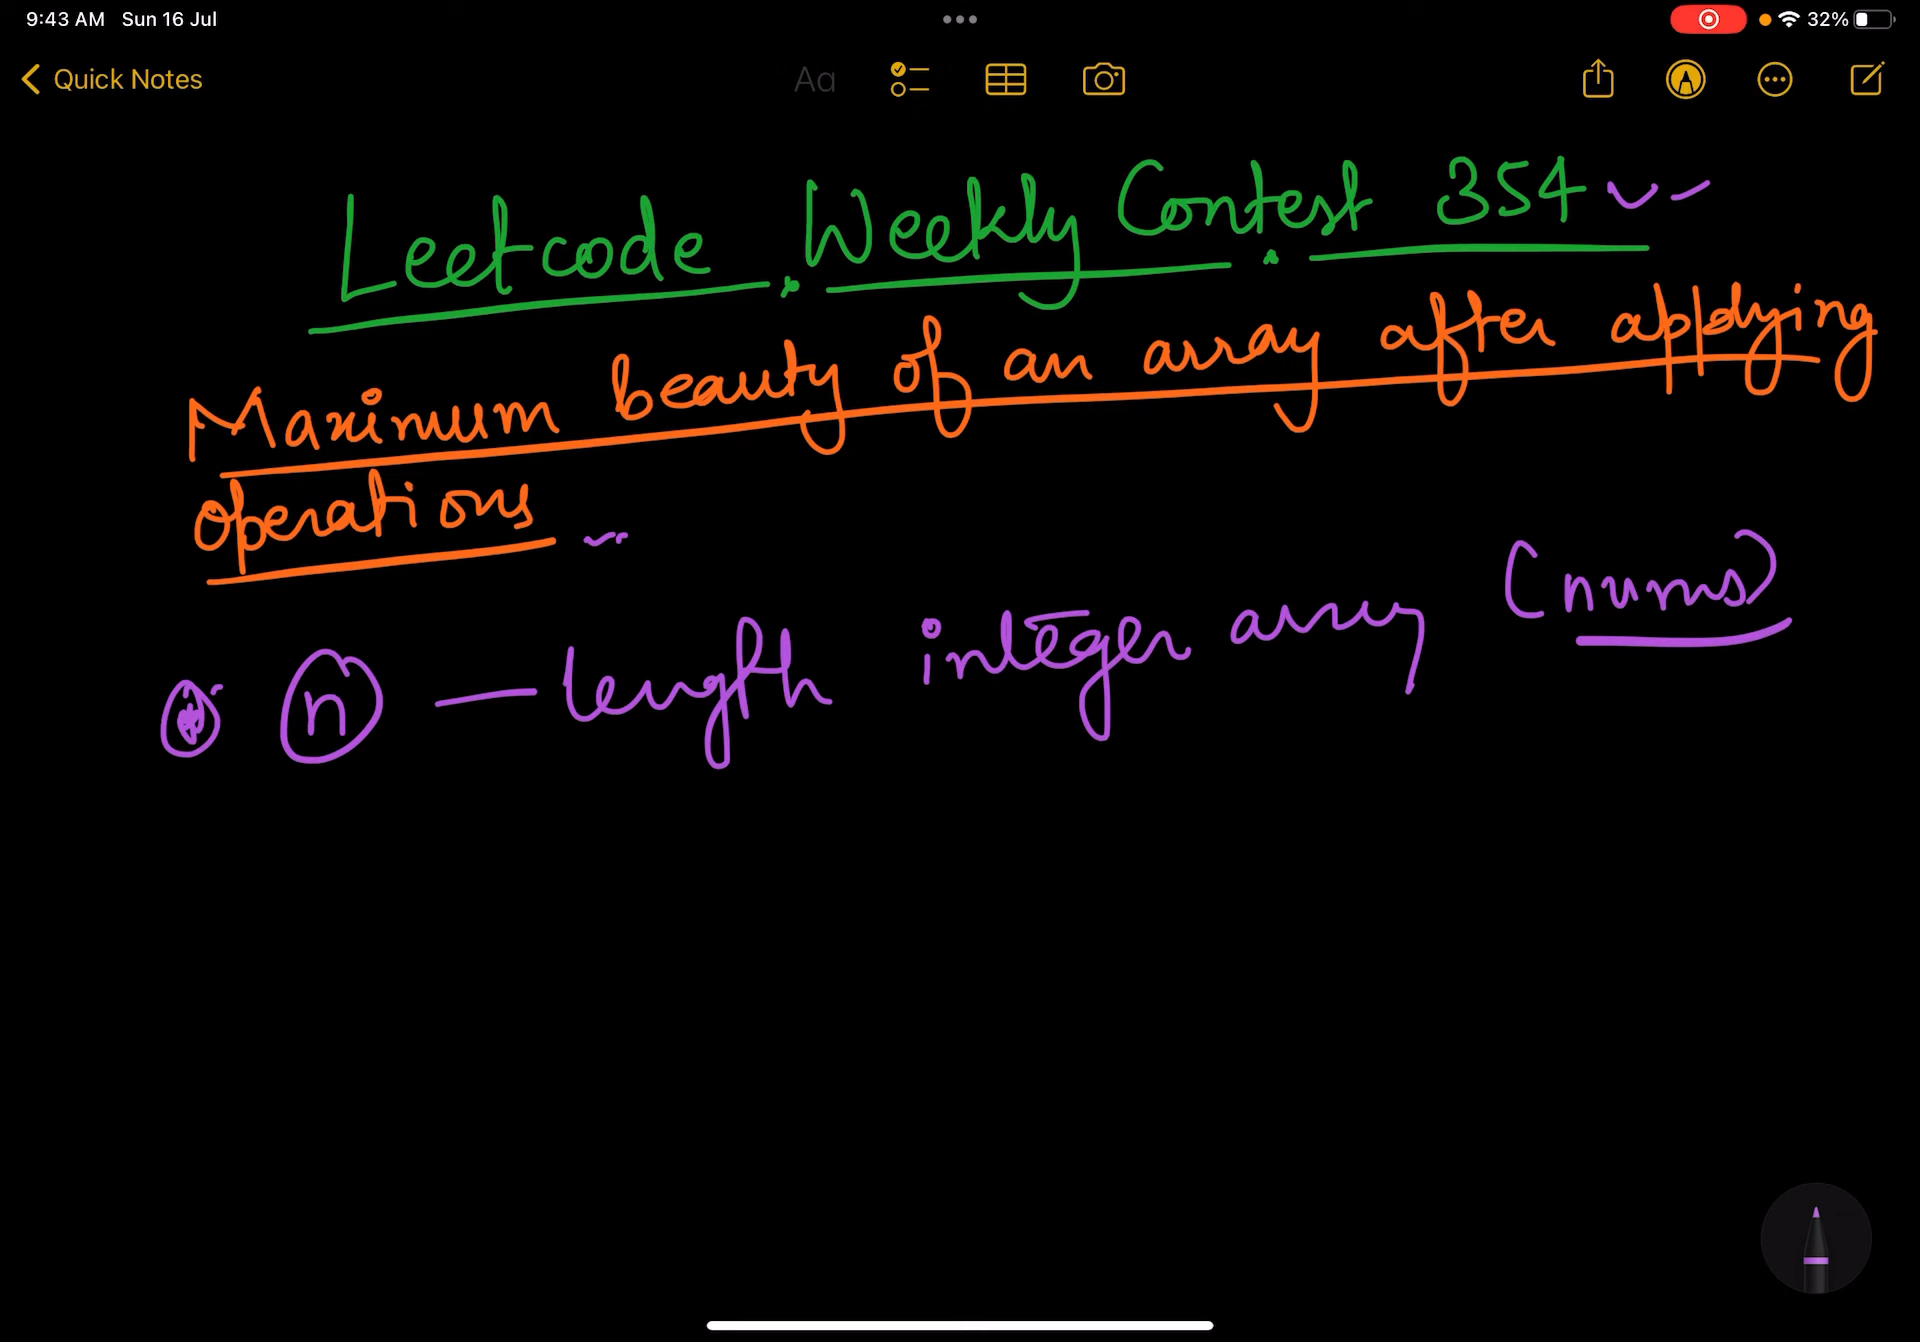 9:43 AM Sun 16 Jul
32%
Quick Notes
Aa
Leetcode Weekly Contest 354
Maximum beauty of an array after applying
operations
n — length integer array (nums)